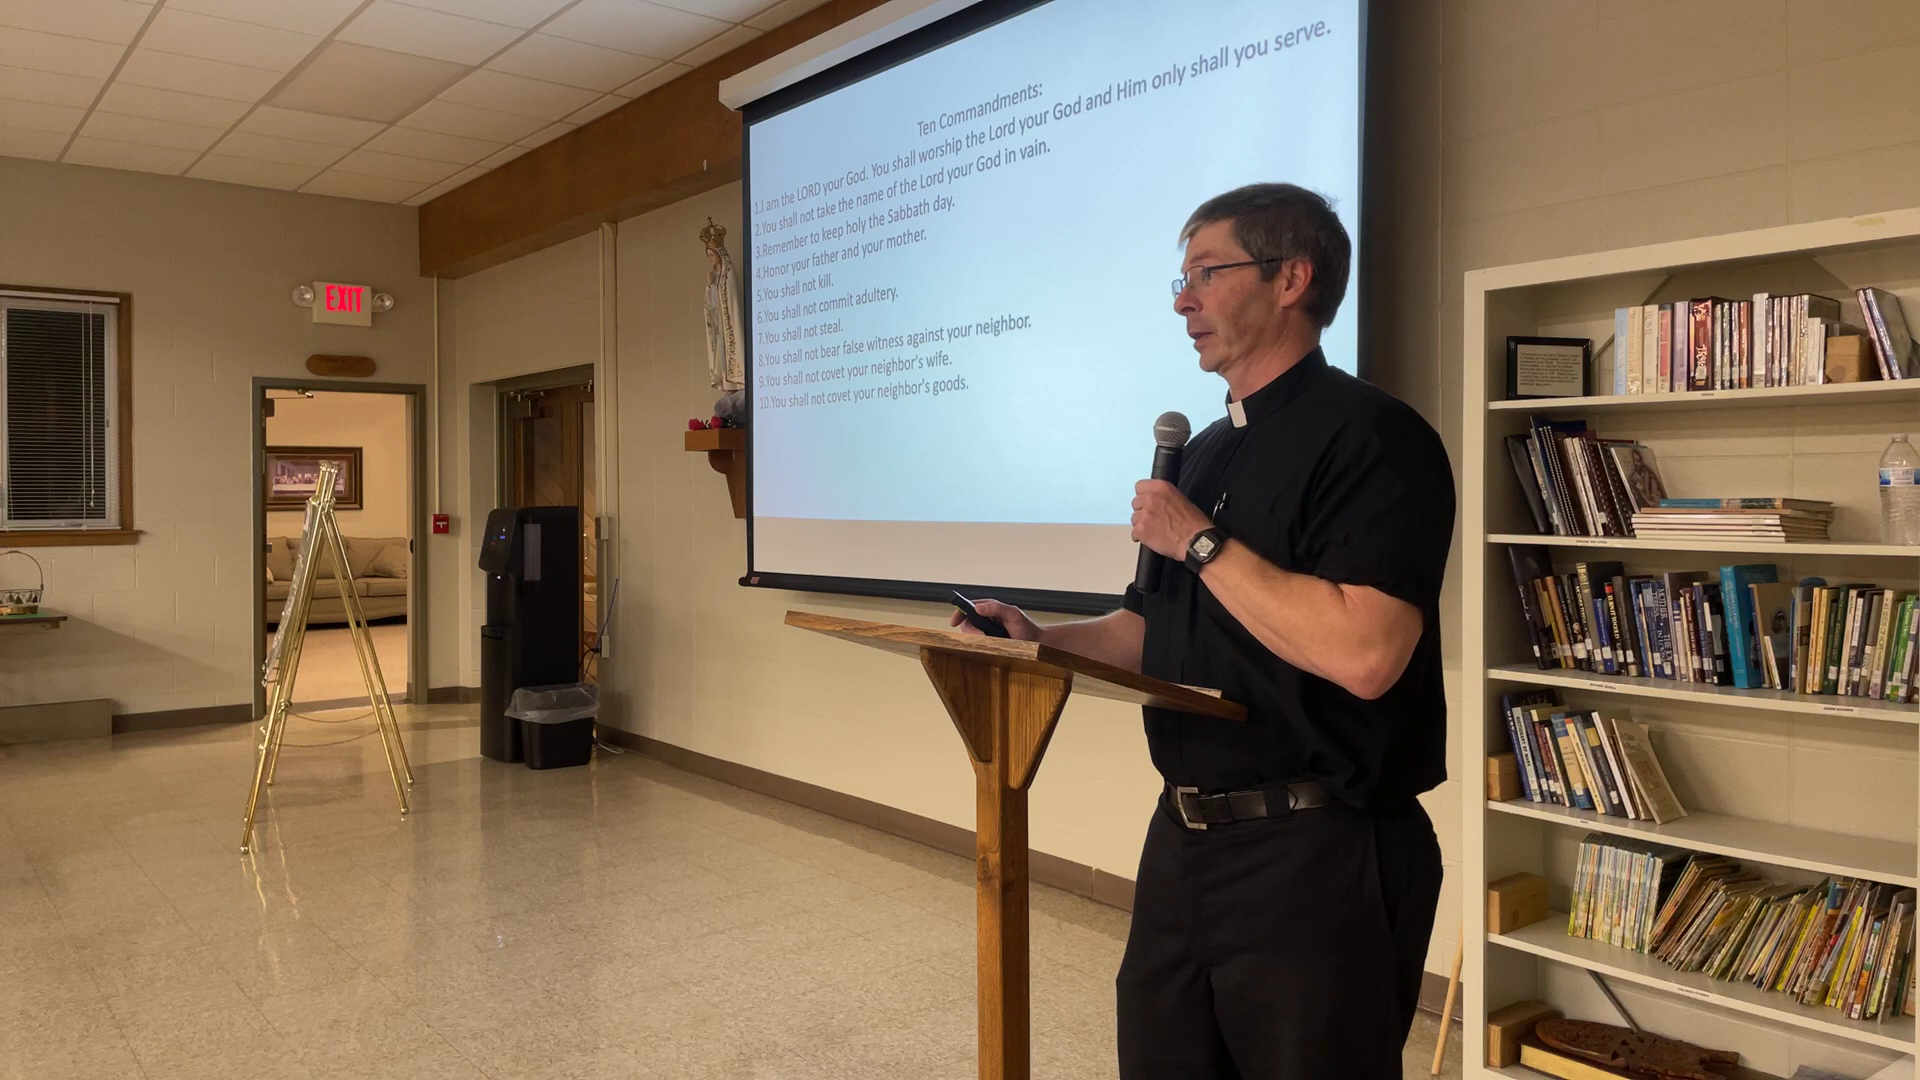 Ten Commandments:
1.I am the LORD your God. You shall worship the Lord your God and Him only shall you serve.
2.You shall not take the name of the Lord your God in vain.
3.Remember to keep holy the Sabbath day.
4.Honor your father and your mother.
5.You shall not kill.
6.You shall not commit adultery.
7.You shall not steal.
8.You shall not bear false witness against your neighbor.
9.You shall not covet your neighbor's wife.
10.You shall not covet your neighbor's goods.
EXIT